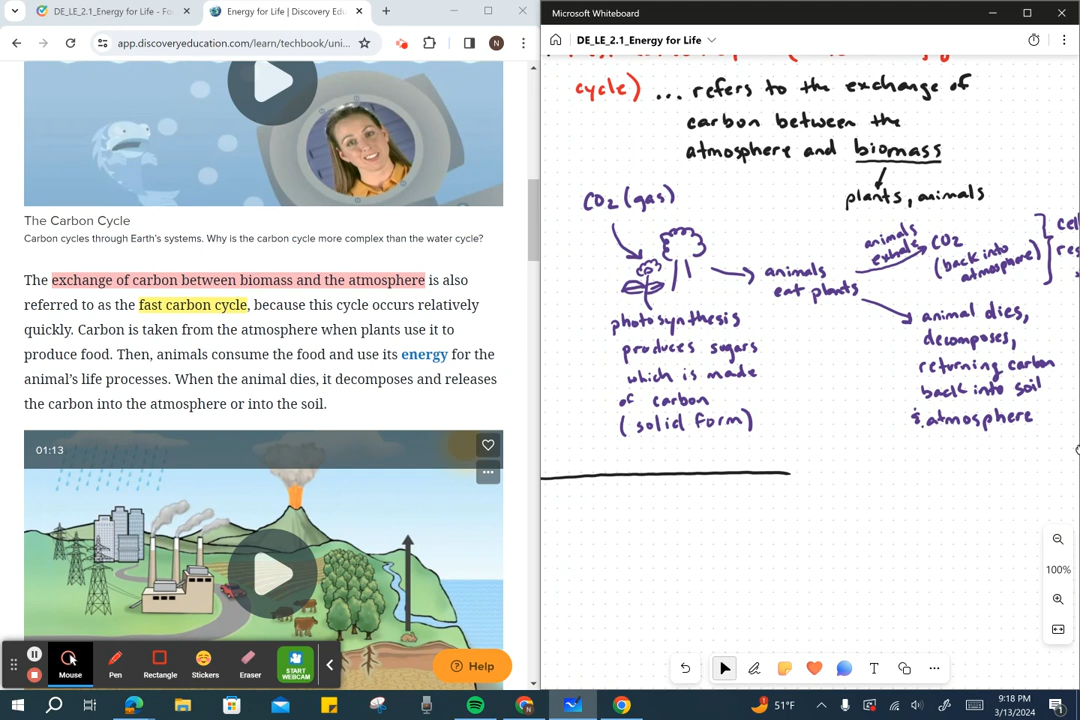 DE_LE_2.1_Energy for Life - Fo
Energy for Life | Discovery Edu
app.discoveryeducation.com/learn/techbook/uni...
N
The Carbon Cycle
Carbon cycles through Earth's systems. Why is the carbon cycle more complex than the water cycle?
The exchange of carbon between biomass and the atmosphere is also
referred to as the fast carbon cycle, because this cycle occurs relatively
quickly. Carbon is taken from the atmosphere when plants use it to
produce food. Then, animals consume the food and use its energy for the
animal's life processes. When the animal dies, it decomposes and releases
the carbon into the atmosphere or into the soil.
01:13
Mouse
Pen
Rectangle
Stickers
Eraser
START
WEBCAM
Help
Microsoft Whiteboard
DE_LE_2.1_Energy for Life
cycle) ... refers to the exchange of
carbon between the
atmosphere and biomass
plants, animals
CO2 (gas)
photosynthesis
produces sugars
which is made
of carbon
(solid form)
animals
eat plants
animals
exhale
CO2
(back into
atmosphere)
cel
res
animal dies,
decomposes,
returning carbon
back into soil
& atmosphere
100%
T
51°F
9:18 PM
3/13/2024